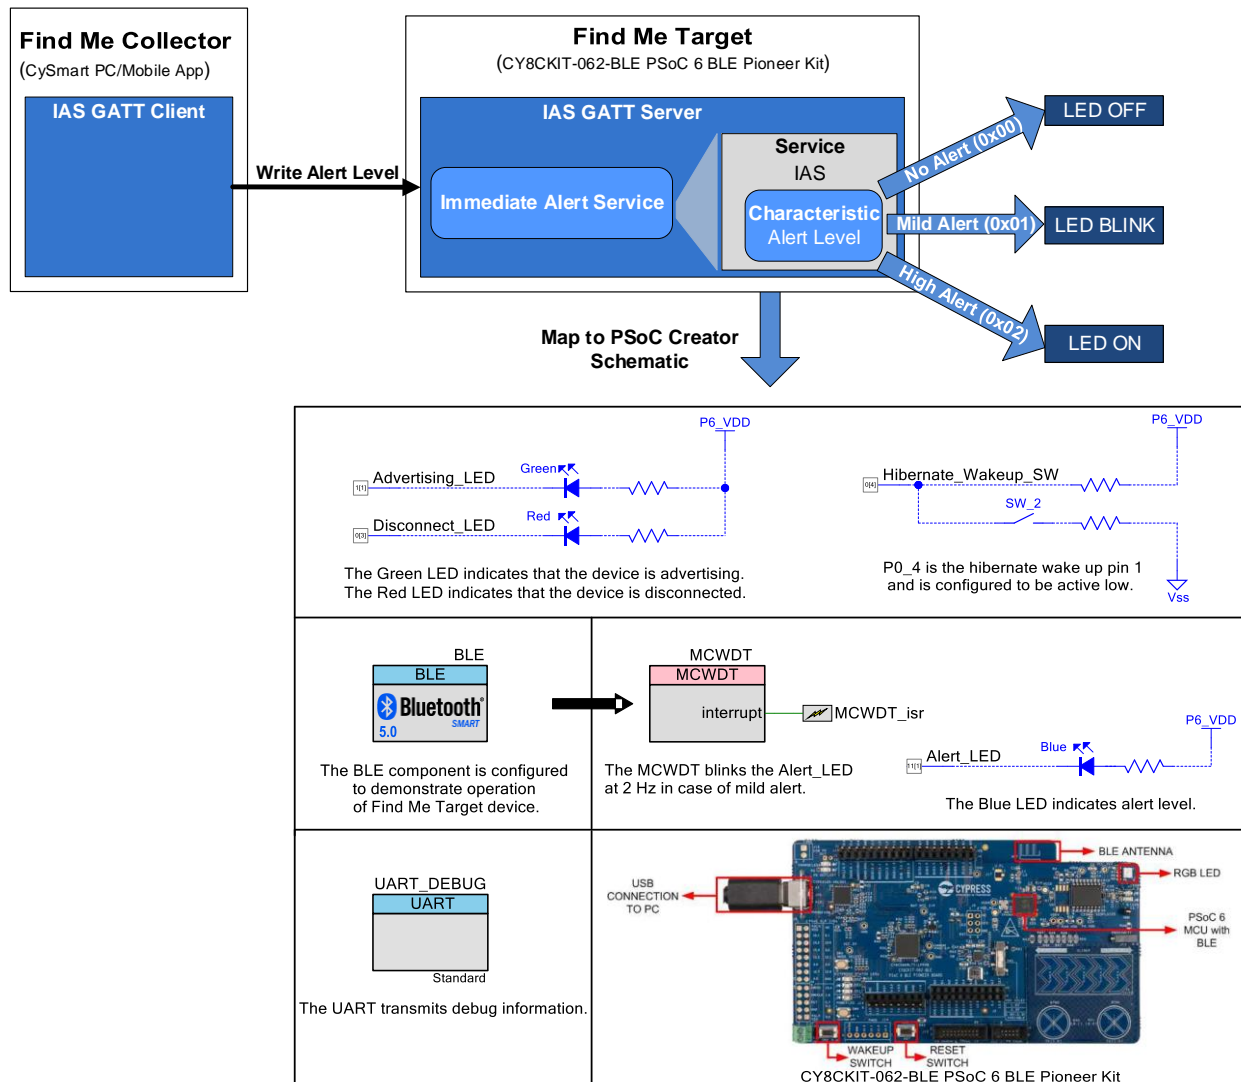 Find Me Collector
(CySmart PC/Mobile App)
IAS GATT Client
Write Alert Level
Find Me Target
(CY8CKIT-062-BLE PSoC 6 BLE Pioneer Kit)
IAS GATT Server
Immediate Alert Service
Service
IAS
Characteristic
Alert Level
No Alert (0x00)
Mild Alert (0x01)
High Alert (0x02)
LED OFF
LED BLINK
LED ON
Map to PSoC Creator
Schematic
P6_VDD
Green
1[1]
Advertising_LED
Red
0[3]
Disconnect_LED
The Green LED indicates that the device is advertising.
The Red LED indicates that the device is disconnected.
P6_VDD
0[4]
Hibernate_Wakeup_SW
SW_2
P0_4 is the hibernate wake up pin 1
and is configured to be active low.
Vss
BLE
BLE
Bluetooth
SMART
5.0
The BLE component is configured
to demonstrate operation
of Find Me Target device.
MCWDT
MCWDT
interrupt
MCWDT_isr
The MCWDT blinks the Alert_LED
at 2 Hz in case of mild alert.
P6_VDD
Blue
11[1]
Alert_LED
The Blue LED indicates alert level.
UART_DEBUG
UART
Standard
The UART transmits debug information.
USB
CONNECTION
TO PC
BLE ANTENNA
RGB LED
CYPRESS
PSoC 6
MCU with
BLE
WAKEUP
SWITCH
RESET
SWITCH
CY8CKIT-062-BLE PSoC 6 BLE Pioneer Kit